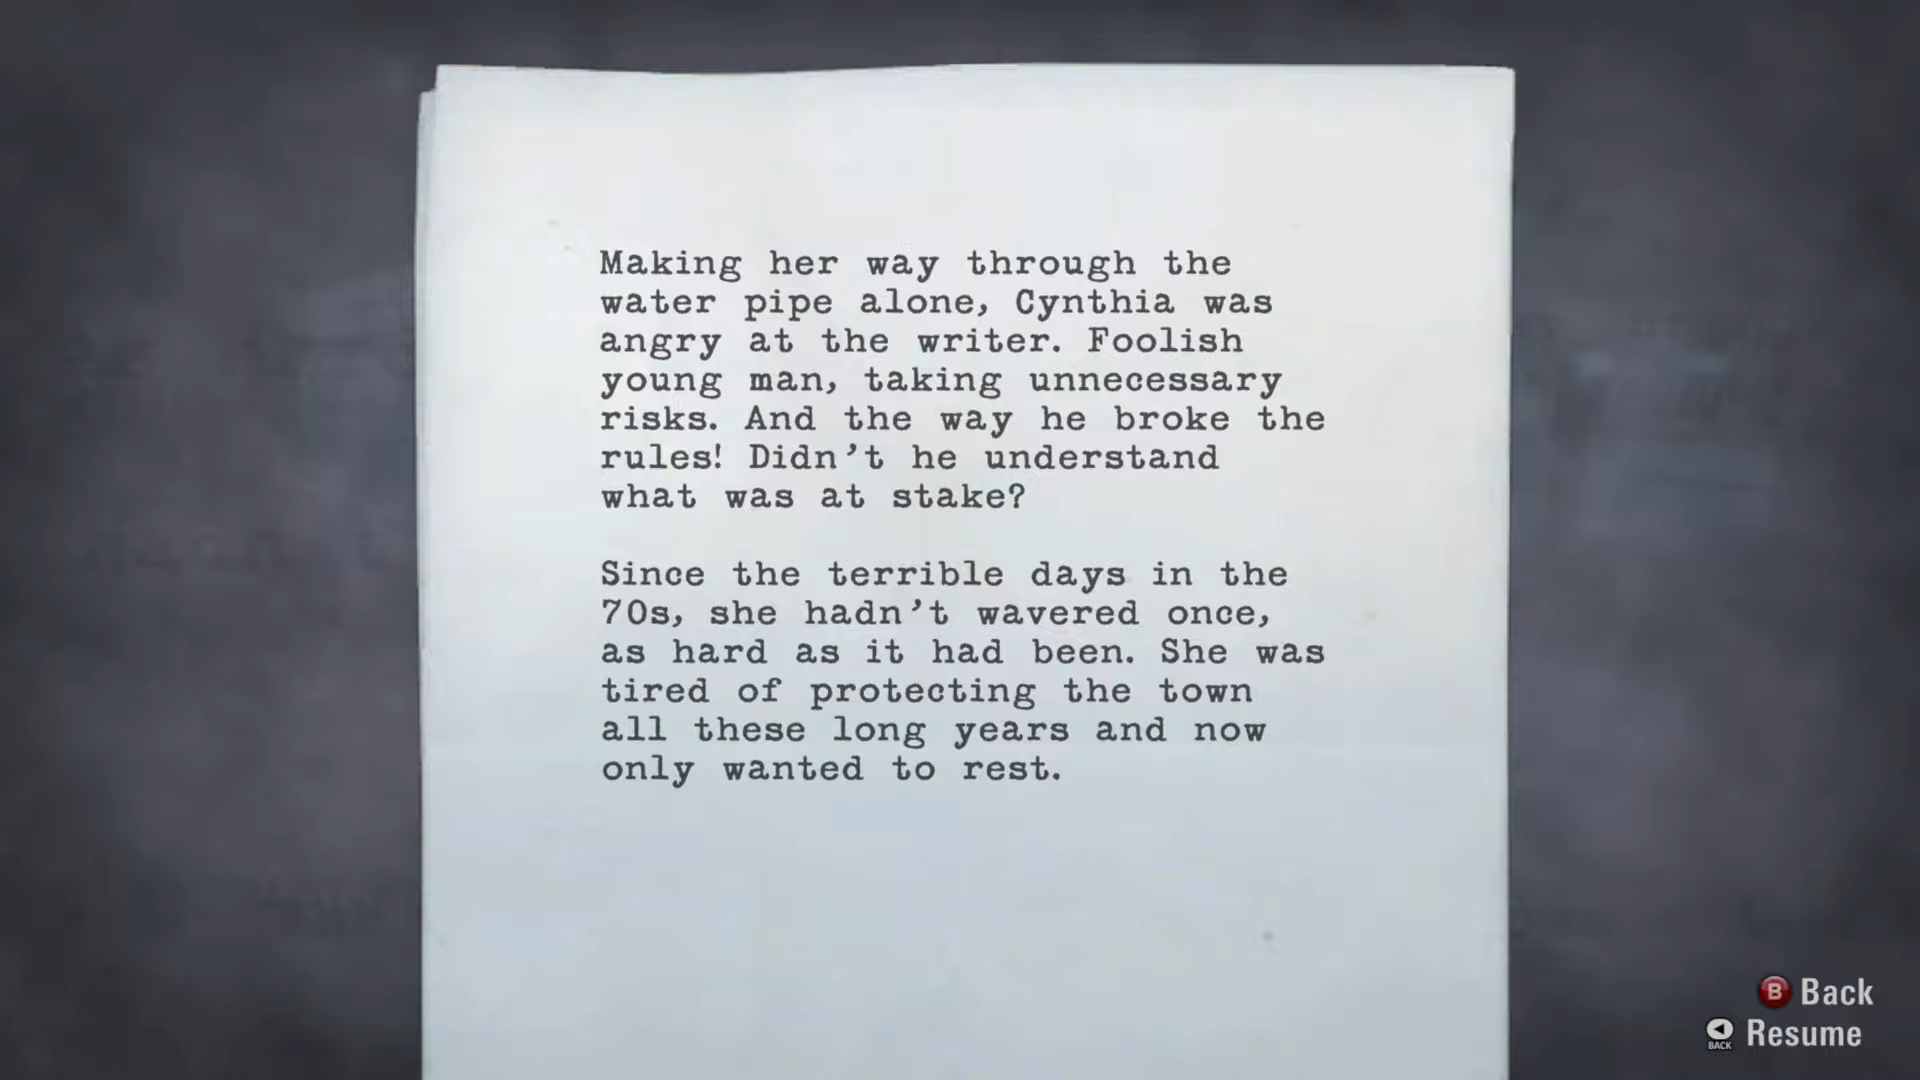 Making her way through the
water pipe alone, Cynthia was
angry at the writer. Foolish
young man, taking unnecessary
risks. And the way he broke the
rules! Didn't he understand
what was at stake?
Since the terrible days in the
70s, she hadn't wavered once,
as hard as it had been. She was
tired of protecting the town
all these long years and now
only wanted to rest.
B Back
BACK Resume